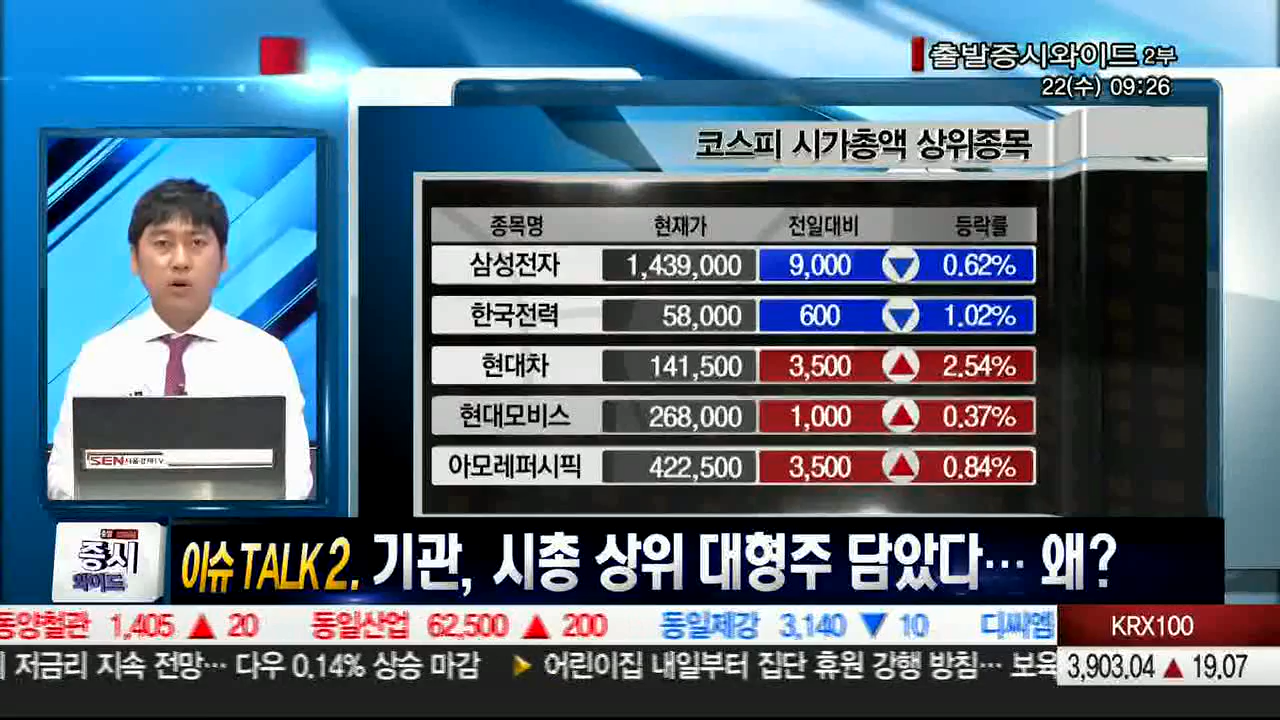 출발증시와이드 2부
22(수) 09:26
코스피 시가총액 상위종목
종목명 현재가 전일대비 등락률
삼성전자 1,439,000 9,000 ▼ 0.62%
한국전력 58,000 600 ▼ 1.02%
현대차 141,500 3,500 ▲ 2.54%
현대모비스 268,000 1,000 ▲ 0.37%
아모레퍼시픽 422,500 3,500 ▲ 0.84%
SEN 서울경제TV
증시
와이드
이슈 TALK 2. 기관, 시총 상위 대형주 담았다… 왜?
동양철관 1,405 ▲ 20 동일산업 62,500 ▲ 200 동일제강 3,140 ▼ 10 디씨엠
KRX100
저금리 지속 전망… 다우 0.14% 상승 마감 ▶ 어린이집 내일부터 집단 휴원 강행 방침… 보육
3,903.04 ▲ 19.07